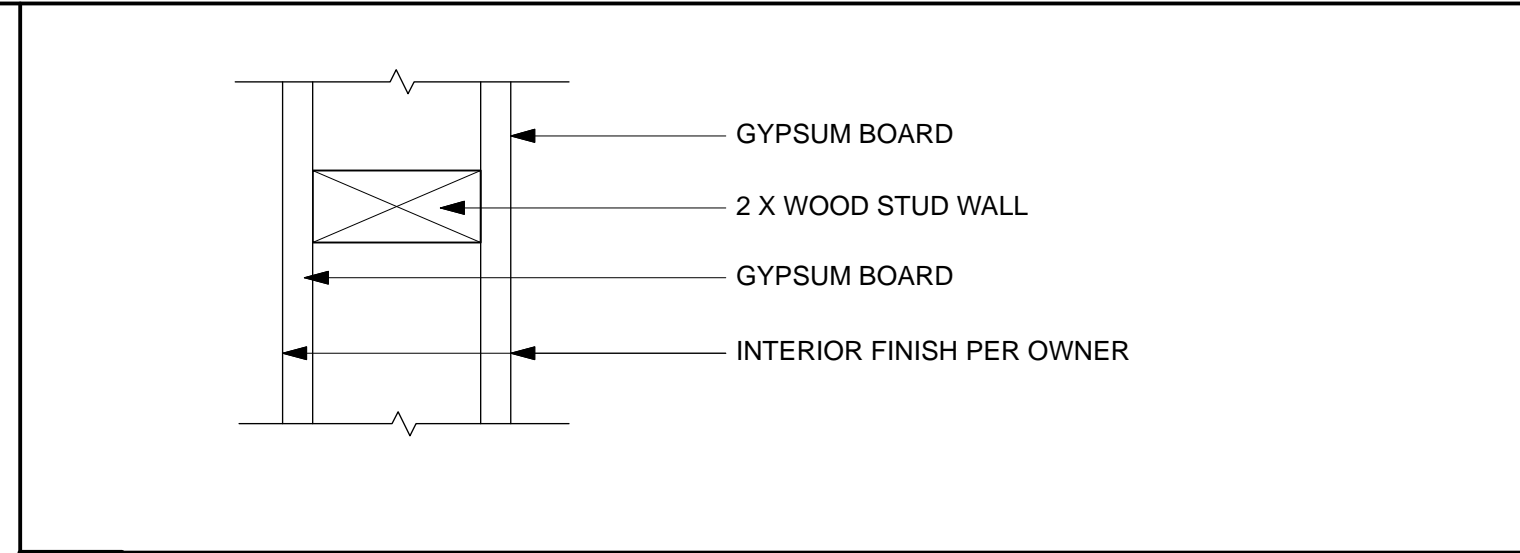 GYPSUM BOARD
2 X WOOD STUD WALL
GYPSUM BOARD
INTERIOR FINISH PER OWNER